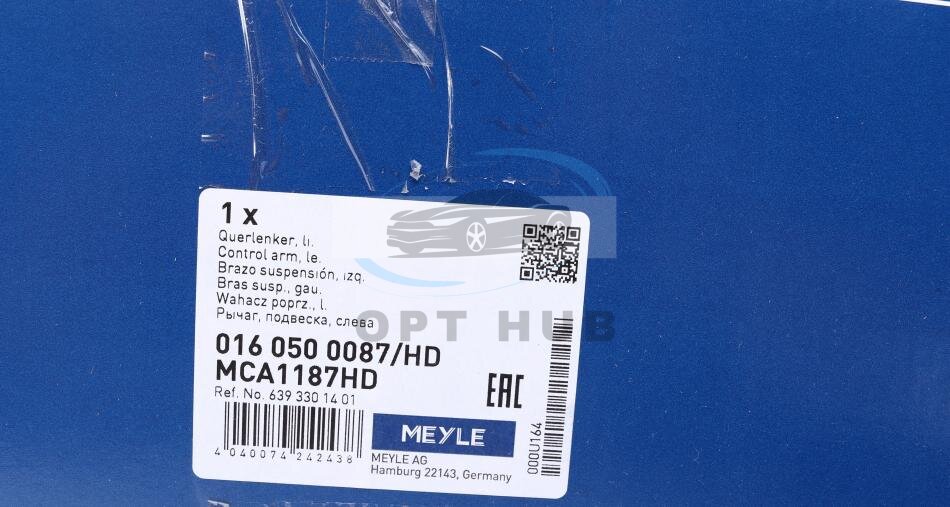 1 x
Querlenker, li.
Control arm, le.
Brazo suspensión, izq.
Bras susp., gau.
Wahacz poprz., l.
Рычаг, подвеска, слева
OPT HUB
016 050 0087/HD
MCA1187HD
Ref. No. 639 330 14 01
EAC
MEYLE
4 040074 242438
MEYLE AG
Hamburg 22143, Germany
000U164